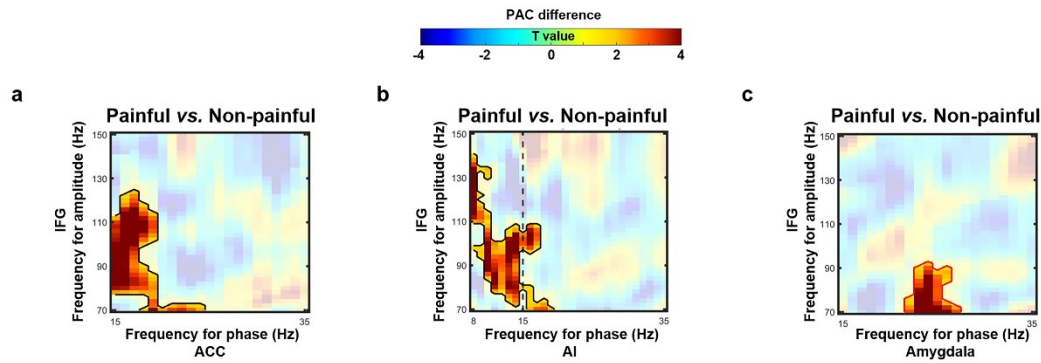 PAC difference
T value
-4 -2 0 2 4
a
Painful vs. Non-painful
IFG
Frequency for amplitude (Hz)
150
130
110
90
70
15 35
Frequency for phase (Hz)
ACC
b
Painful vs. Non-painful
IFG
Frequency for amplitude (Hz)
150
130
110
90
70
8 15 35
Frequency for phase (Hz)
AI
c
Painful vs. Non-painful
IFG
Frequency for amplitude (Hz)
150
130
110
90
70
15 35
Frequency for phase (Hz)
Amygdala